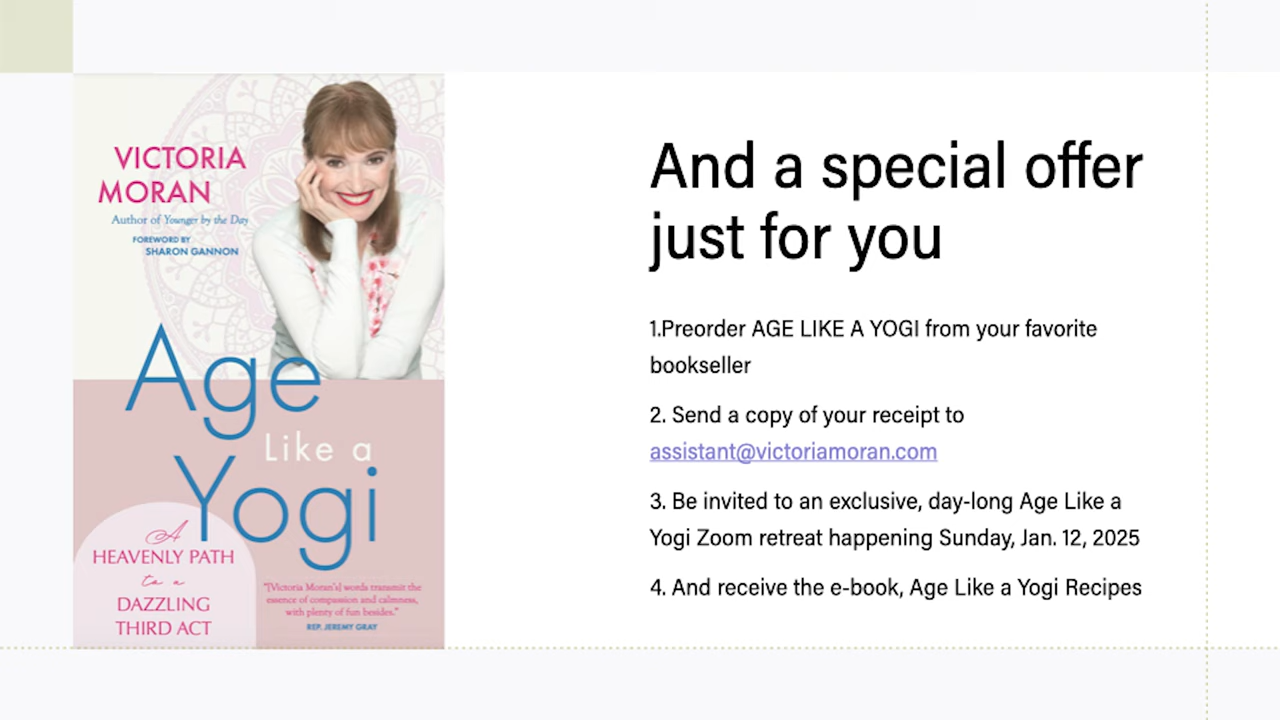 VICTORIA
MORAN
Author of Younger by the Day
FOREWORD BY
SHARON GANNON
Age
Like a
Yogi
A
HEAVENLY PATH
to a
DAZZLING
THIRD ACT
"[Victoria Moran's] words transmit the
essence of compassion and calmness,
with plenty of fun besides."
REP. JEREMY GRAY
And a special offer
just for you
1.Preorder AGE LIKE A YOGI from your favorite
bookseller
2. Send a copy of your receipt to
assistant@victoriamoran.com
3. Be invited to an exclusive, day-long Age Like a
Yogi Zoom retreat happening Sunday, Jan. 12, 2025
4. And receive the e-book, Age Like a Yogi Recipes